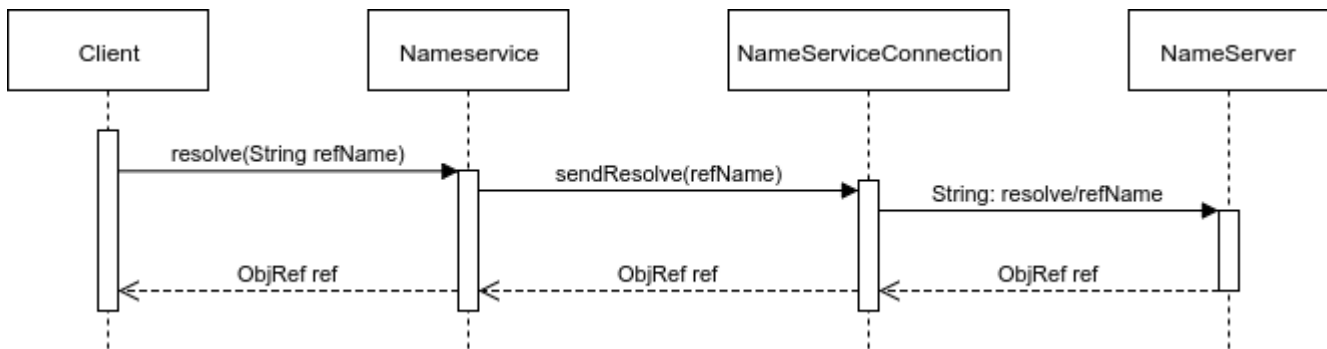 Client
Nameservice
NameServiceConnection
NameServer
resolve(String refName)
sendResolve(refName)
String: resolve/refName
ObjRef ref
ObjRef ref
ObjRef ref